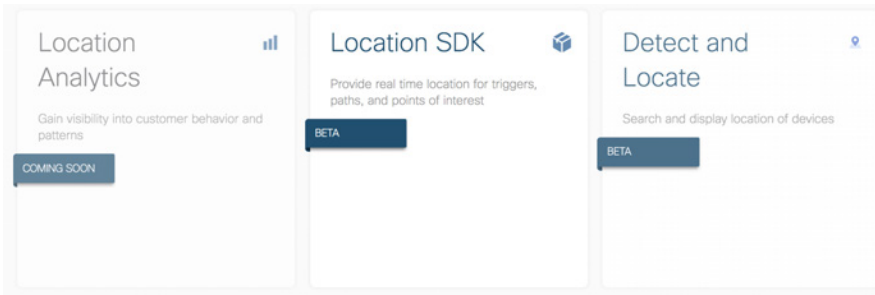 Location
Analytics
Gain visibility into customer behavior and
patterns
COMING SOON
Location SDK
Provide real time location for triggers,
paths, and points of interest
BETA
Detect and
Locate
Search and display location of devices
BETA